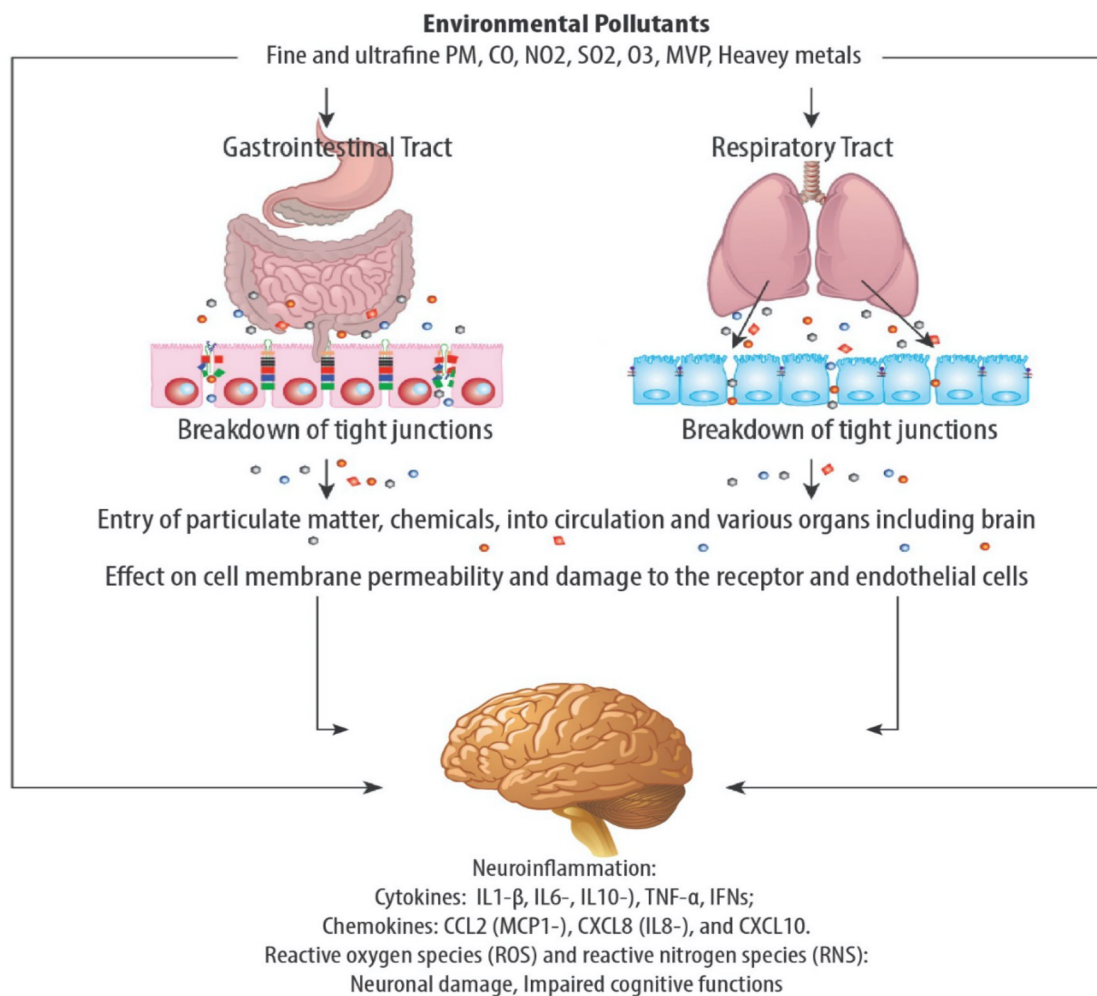 Environmental Pollutants
Fine and ultrafine PM, CO, NO2, SO2, O3, MVP, Heavey metals
Gastrointestinal Tract
Respiratory Tract
Breakdown of tight junctions
Breakdown of tight junctions
Entry of particulate matter, chemicals, into circulation and various organs including brain
Effect on cell membrane permeability and damage to the receptor and endothelial cells
Neuroinflammation:
Cytokines: IL1-β, IL6-, IL10-), TNF-α, IFNs;
Chemokines: CCL2 (MCP1-), CXCL8 (IL8-), and CXCL10.
Reactive oxygen species (ROS) and reactive nitrogen species (RNS):
Neuronal damage, Impaired cognitive functions